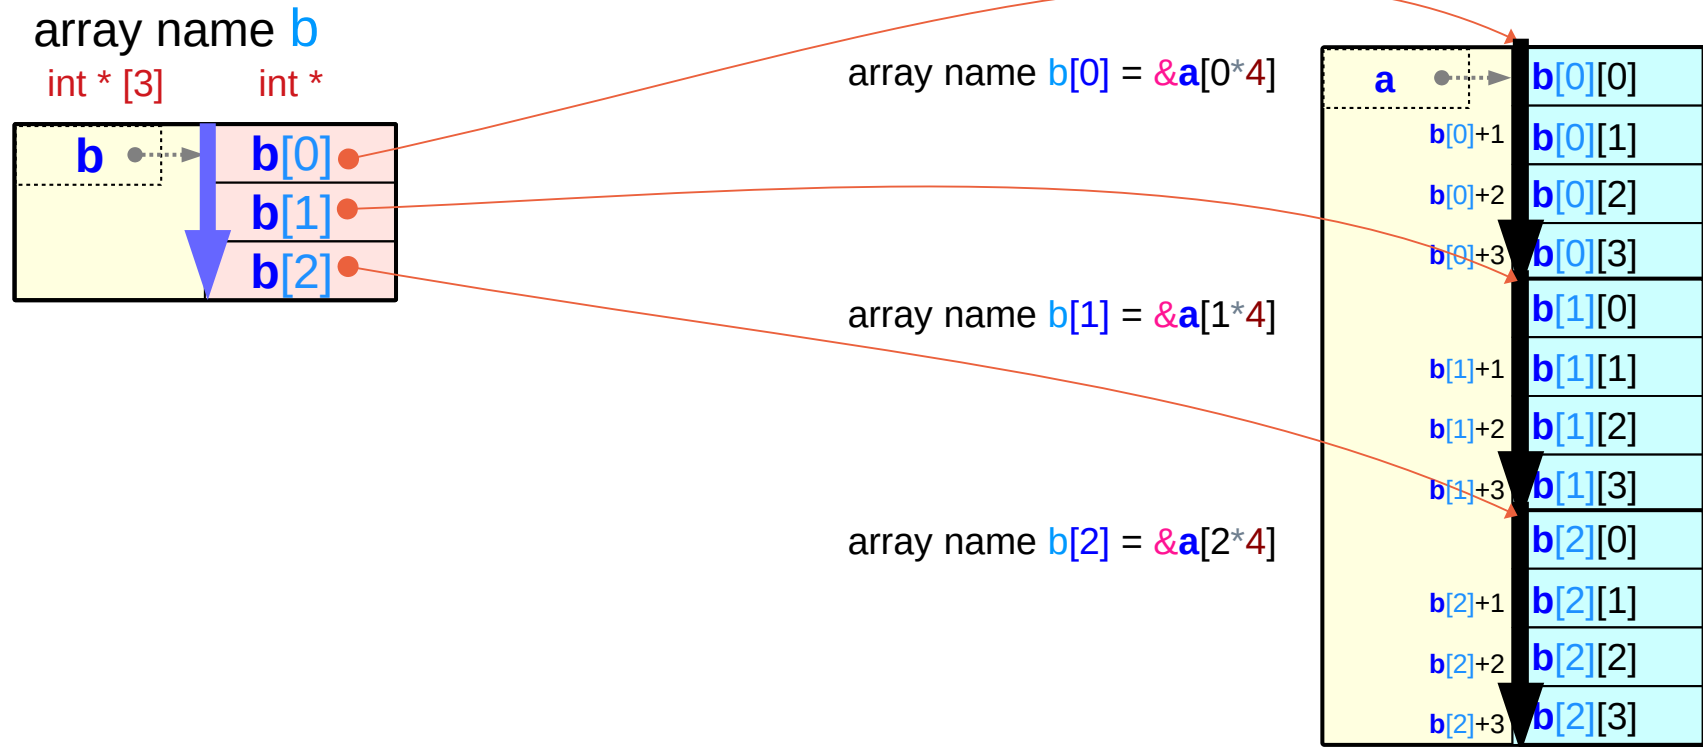 array name b
int * [3] int *
b b[0]
b[1]
b[2]
array name b[0] = &a[0*4]
array name b[1] = &a[1*4]
array name b[2] = &a[2*4]
a b[0][0]
b[0]+1 b[0][1]
b[0]+2 b[0][2]
b[0]+3 b[0][3]
b[1][0]
b[1]+1 b[1][1]
b[1]+2 b[1][2]
b[1]+3 b[1][3]
b[2][0]
b[2]+1 b[2][1]
b[2]+2 b[2][2]
b[2]+3 b[2][3]